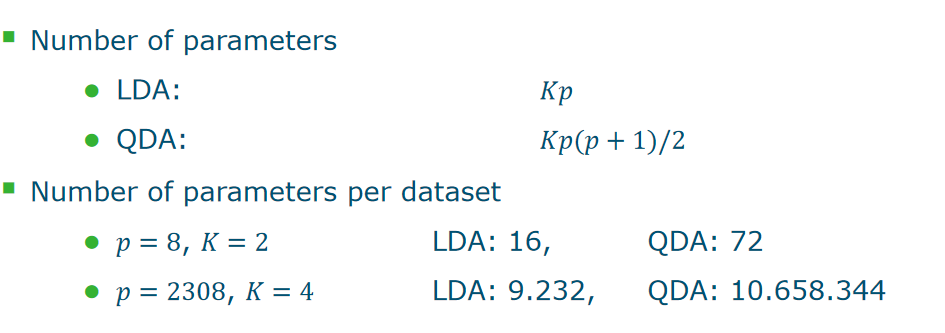 Number of parameters
LDA: Kp
QDA: Kp(p + 1)/2
Number of parameters per dataset
p = 8, K = 2 LDA: 16, QDA: 72
p = 2308, K = 4 LDA: 9.232, QDA: 10.658.344